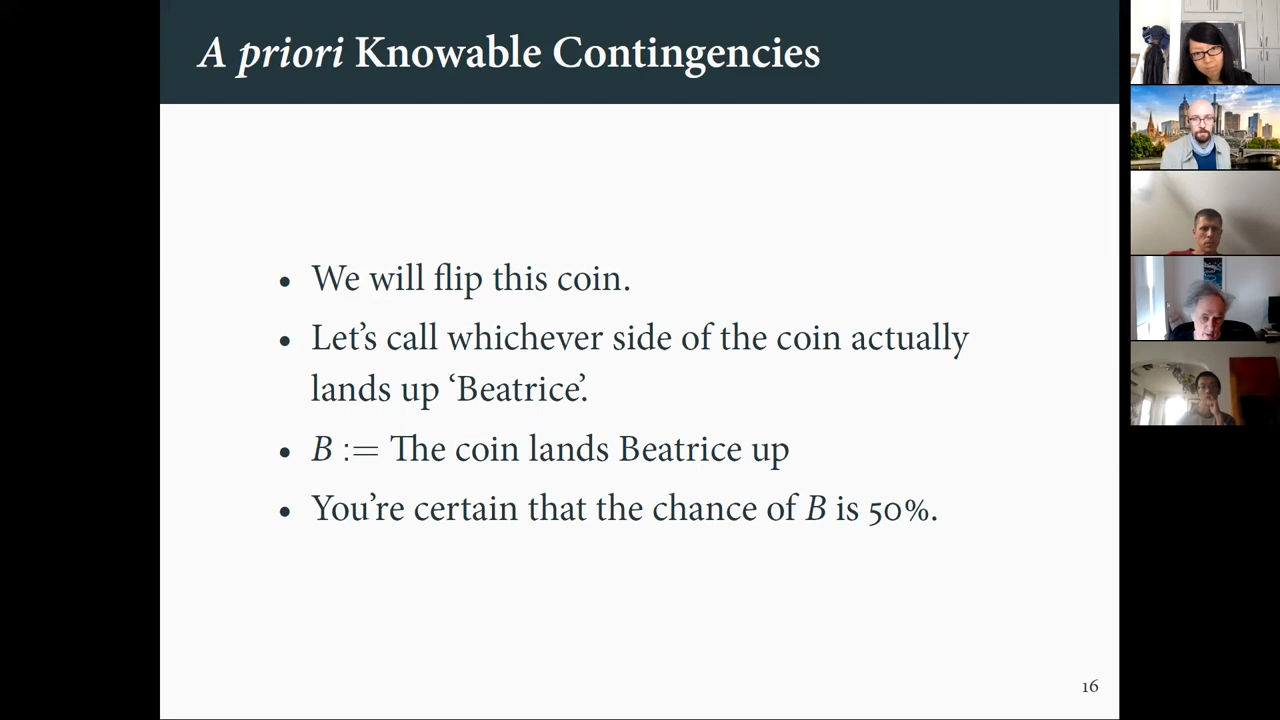 A priori Knowable Contingencies
• We will flip this coin.
• Let’s call whichever side of the coin actually
lands up ‘Beatrice’.
• B := The coin lands Beatrice up
• You’re certain that the chance of B is 50%.
16